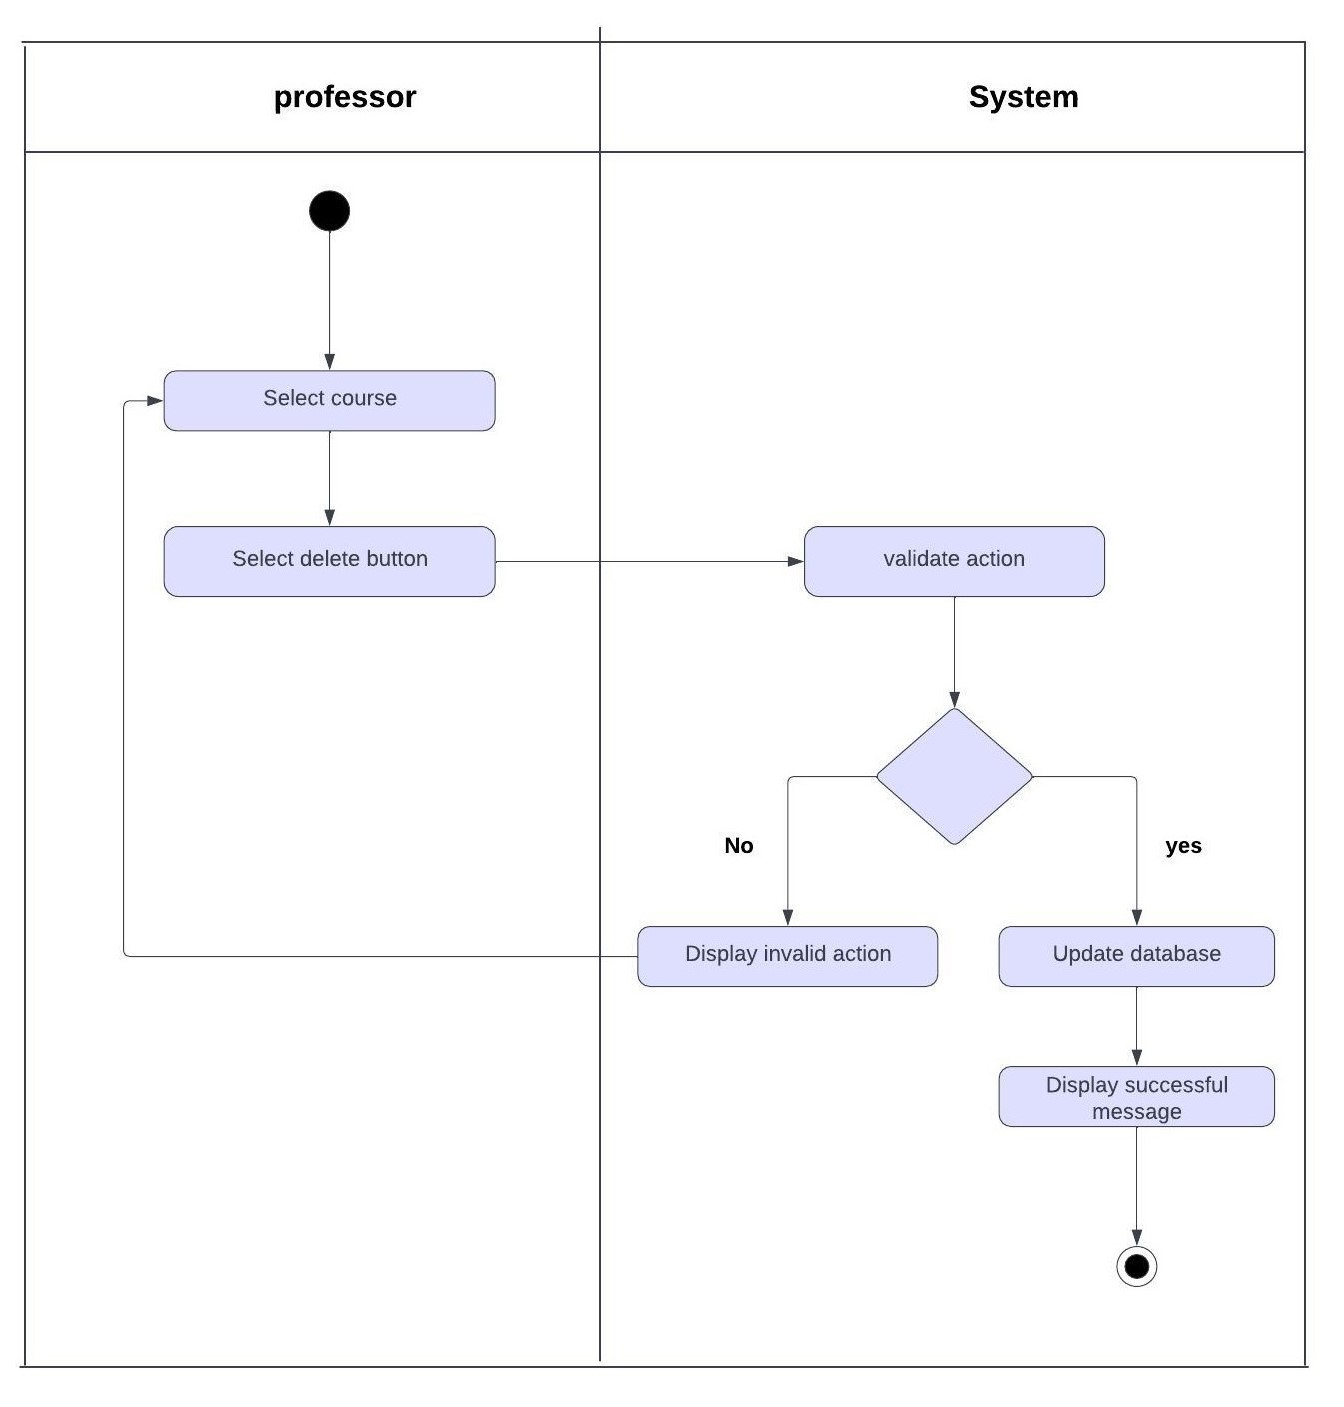 professor
System
Select course
Select delete button
validate action
No
yes
Display invalid action
Update database
Display successful
message